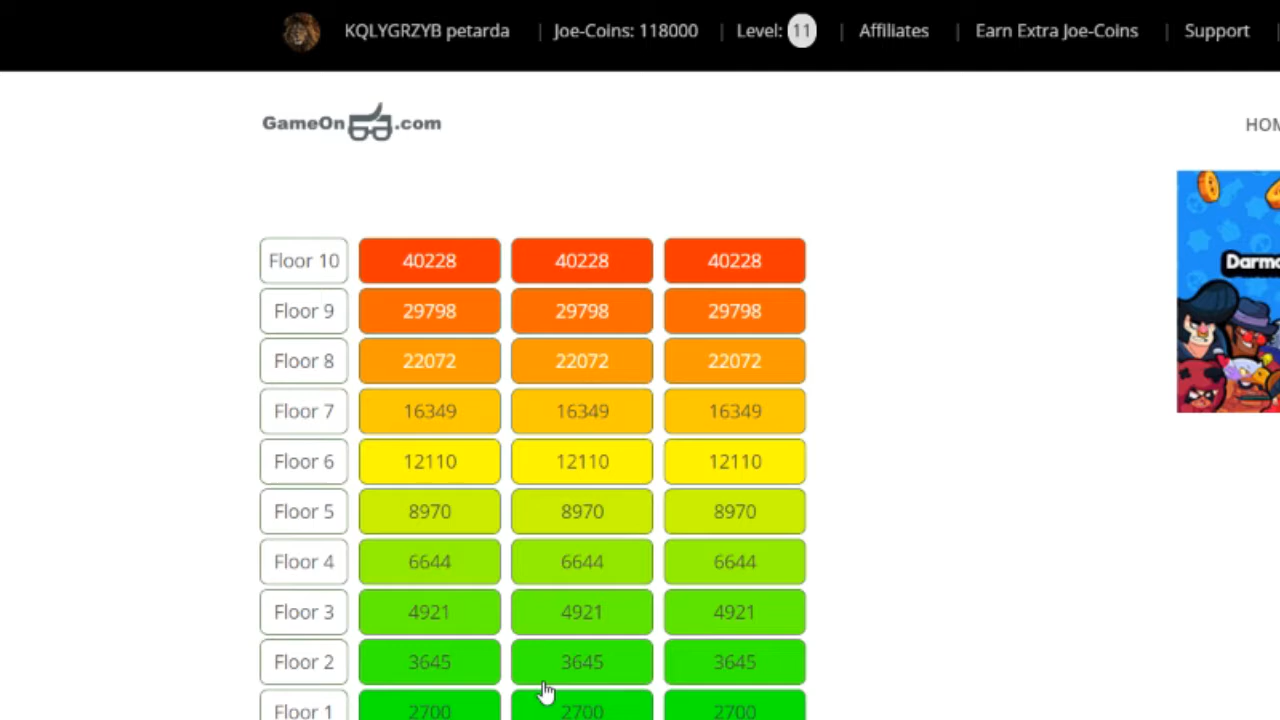 KQLYGRZYB petarda | Joe-Coins: 118000 | Level: 11 | Affiliates | Earn Extra Joe-Coins | Support |
GameOn .com
HOM
Darmo
Floor 10 40228 40228 40228
Floor 9 29798 29798 29798
Floor 8 22072 22072 22072
Floor 7 16349 16349 16349
Floor 6 12110 12110 12110
Floor 5 8970 8970 8970
Floor 4 6644 6644 6644
Floor 3 4921 4921 4921
Floor 2 3645 3645 3645
Floor 1 2700 2700 2700